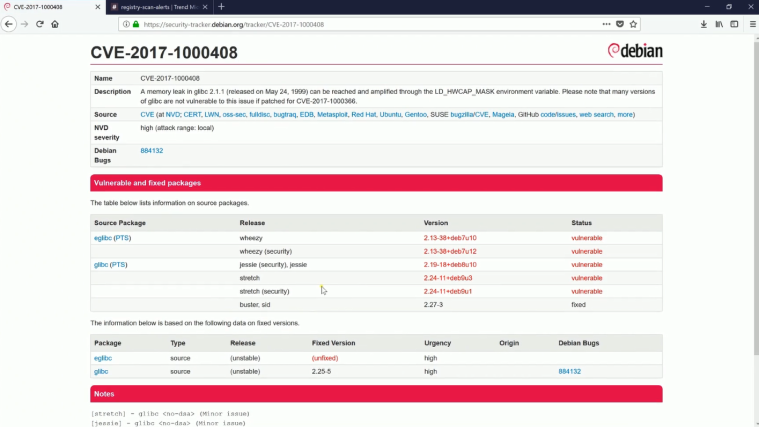 CVE-2017-1000408
registry-scan-alerts | Trend Mi
https://security-tracker.debian.org/tracker/CVE-2017-1000408
CVE-2017-1000408
debian
Name CVE-2017-1000408
Description A memory leak in glibc 2.1.1 (released on May 24, 1999) can be reached and amplified through the LD_HWCAP_MASK environment variable. Please note that many versions
of glibc are not vulnerable to this issue if patched for CVE-2017-1000366.
Source CVE (at NVD; CERT, LWN, oss-sec, fulldisc, bugtraq, EDB, Metasploit, Red Hat, Ubuntu, Gentoo, SUSE bugzilla/CVE, Mageia, GitHub code/issues, web search, more)
NVD high (attack range: local)
severity
Debian 884132
Bugs
Vulnerable and fixed packages
The table below lists information on source packages.
Source Package Release Version Status
eglibc (PTS) wheezy 2.13-38+deb7u10 vulnerable
wheezy (security) 2.13-38+deb7u12 vulnerable
glibc (PTS) jessie (security), jessie 2.19-18+deb8u10 vulnerable
stretch 2.24-11+deb9u3 vulnerable
stretch (security) 2.24-11+deb9u1 vulnerable
buster, sid 2.27-3 fixed
The information below is based on the following data on fixed versions.
Package Type Release Fixed Version Urgency Origin Debian Bugs
eglibc source (unstable) (unfixed) high
glibc source (unstable) 2.25-5 high 884132
Notes
[stretch] - glibc <no-dsa> (Minor issue)
[jessie] - glibc <no-dsa> (Minor issue)